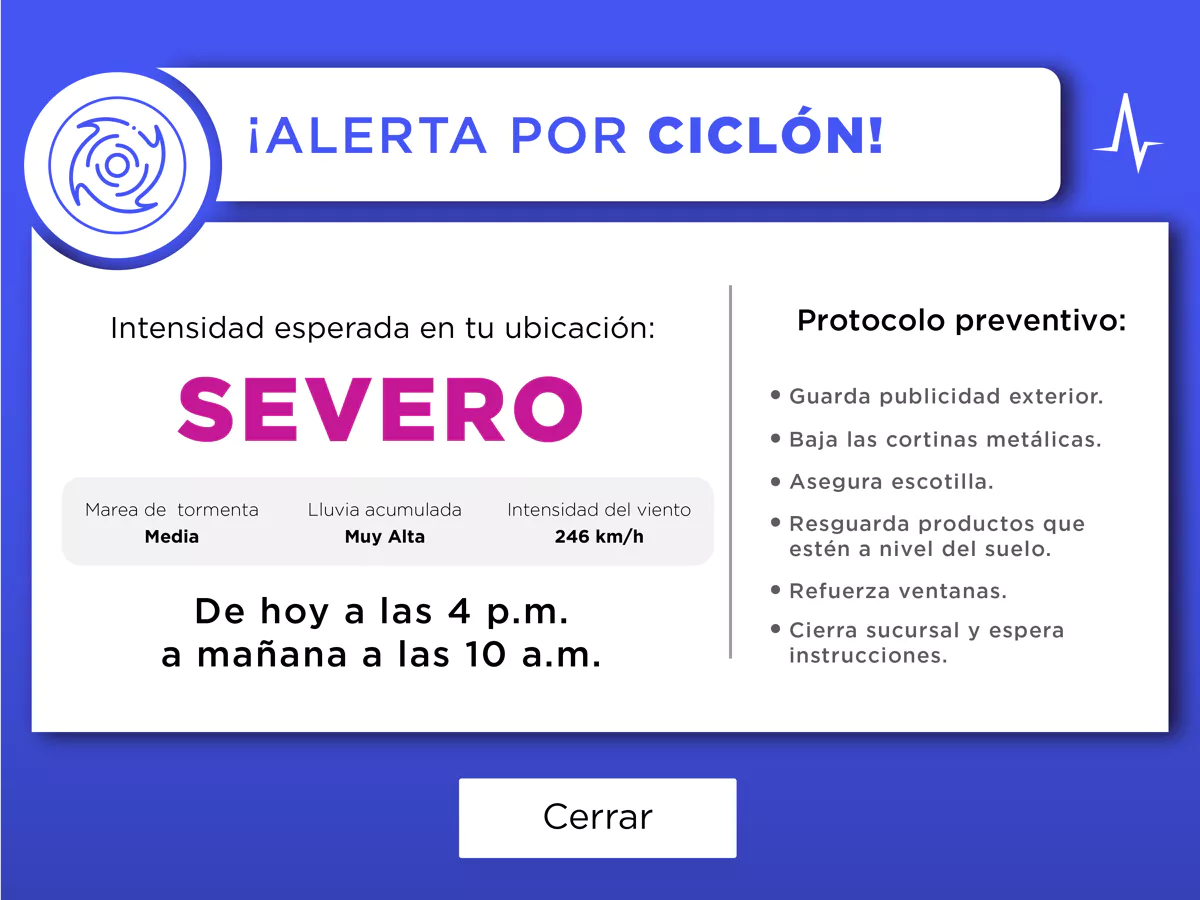 ¡ALERTA POR CICLÓN!
Intensidad esperada en tu ubicación:
SEVERO
Marea de tormenta
Media
Lluvia acumulada
Muy Alta
Intensidad del viento
246 km/h
De hoy a las 4 p.m.
a mañana a las 10 a.m.
Protocolo preventivo:
• Guarda publicidad exterior.
• Baja las cortinas metálicas.
• Asegura escotilla.
• Resguarda productos que
estén a nivel del suelo.
• Refuerza ventanas.
• Cierra sucursal y espera
instrucciones.
Cerrar